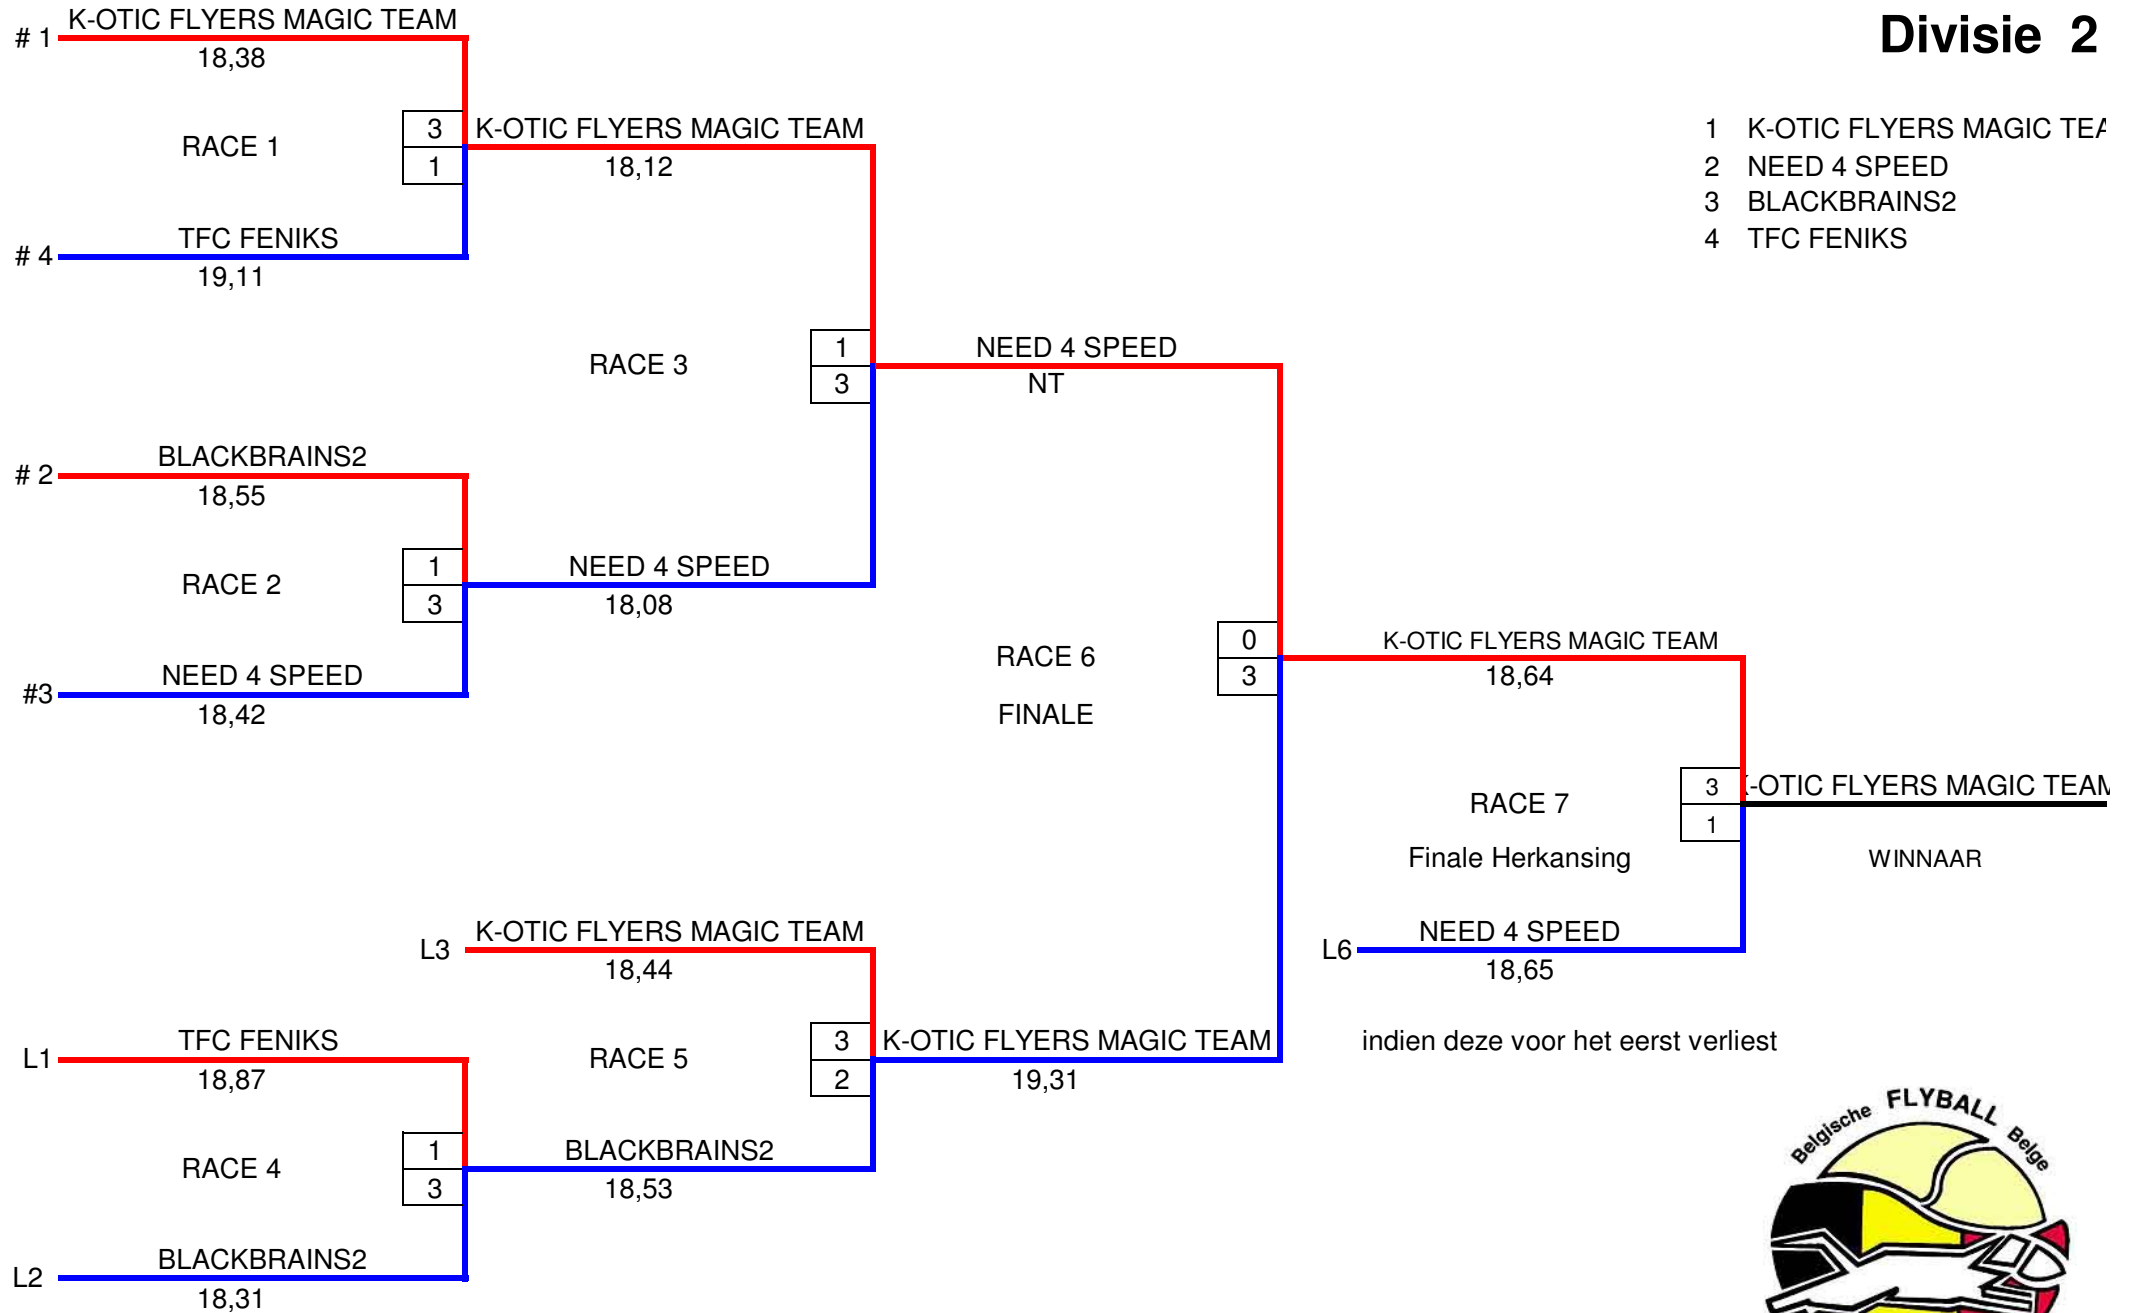 K-OTIC FLYERS MAGIC TEAM
# 1
18,38
Divisie 2
RACE 1
3
1
K-OTIC FLYERS MAGIC TEAM
18,12
1 K-OTIC FLYERS MAGIC TEA
2 NEED 4 SPEED
3 BLACKBRAINS2
4 TFC FENIKS
TFC FENIKS
# 4
19,11
RACE 3
1
3
NEED 4 SPEED
NT
BLACKBRAINS2
# 2
18,55
RACE 2
1
3
NEED 4 SPEED
18,08
NEED 4 SPEED
#3
18,42
RACE 6
0
3
FINALE
K-OTIC FLYERS MAGIC TEAM
18,64
RACE 7
3
1
Finale Herkansing
-OTIC FLYERS MAGIC TEAM
WINNAAR
K-OTIC FLYERS MAGIC TEAM
L3
18,44
NEED 4 SPEED
L6
18,65
TFC FENIKS
L1
18,87
RACE 5
3
2
K-OTIC FLYERS MAGIC TEAM
19,31
indien deze voor het eerst verliest
RACE 4
1
3
BLACKBRAINS2
18,53
BLACKBRAINS2
L2
18,31
Belgische FLYBALL Belge